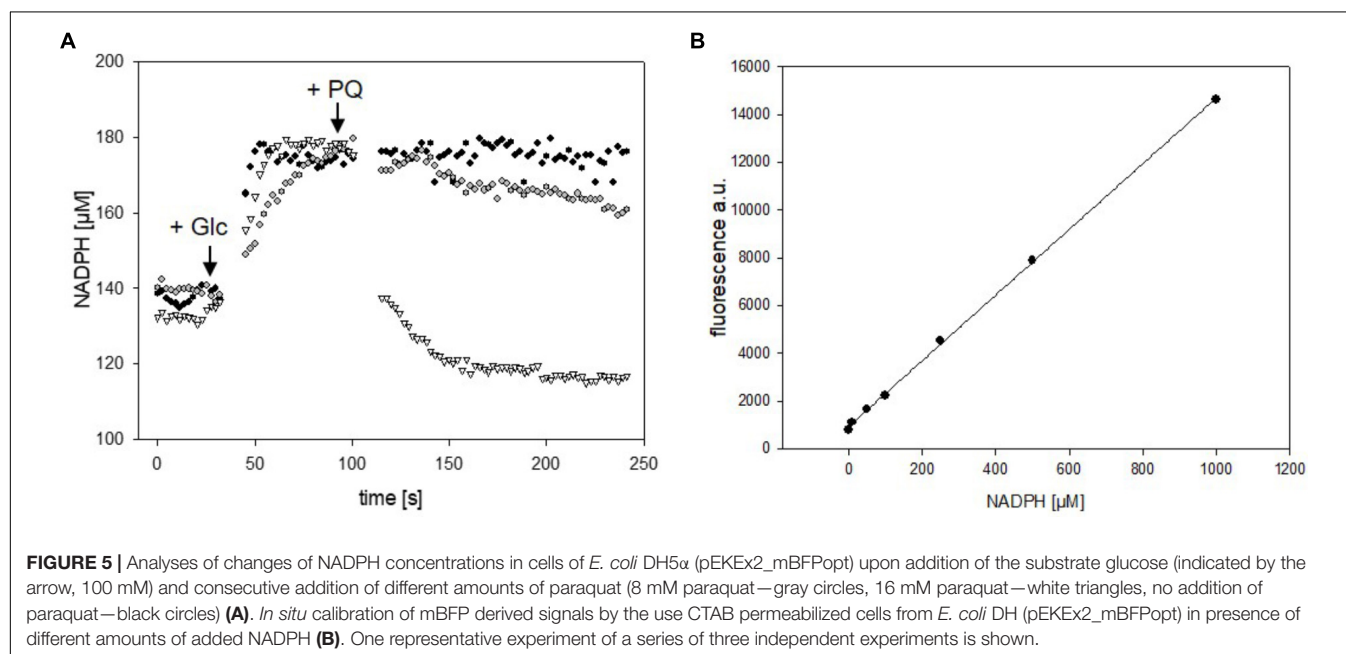 A
200
180
160
140
120
100
NADPH [µM]
+ Glc
+ PQ
0
50
100
150
200
250
time [s]
B
16000
14000
12000
10000
8000
6000
4000
2000
0
fluorescence a.u.
0
200
400
600
800
1000
1200
NADPH [µM]
FIGURE 5 | Analyses of changes of NADPH concentrations in cells of E. coli DH5α (pEKEx2_mBFPopt) upon addition of the substrate glucose (indicated by the
arrow, 100 mM) and consecutive addition of different amounts of paraquat (8 mM paraquat—gray circles, 16 mM paraquat—white triangles, no addition of
paraquat—black circles) (A). In situ calibration of mBFP derived signals by the use CTAB permeabilized cells from E. coli DH (pEKEx2_mBFPopt) in presence of
different amounts of added NADPH (B). One representative experiment of a series of three independent experiments is shown.